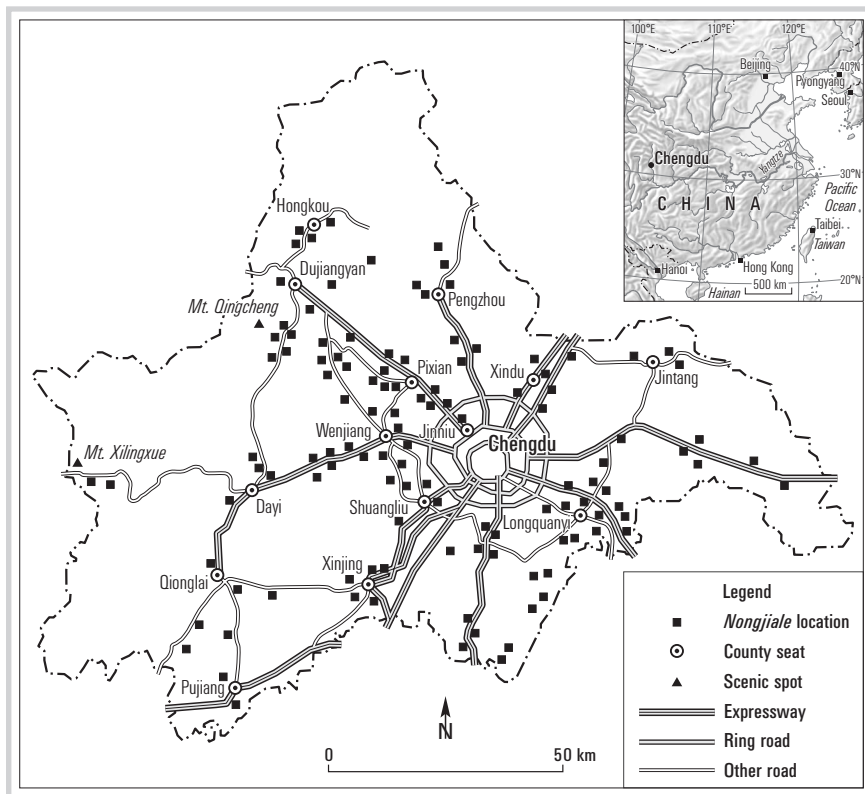 100°E
110°E
120°E
Beijing
40°N
Pyongyang
Seoul
Chengdu
Yangtze
30°N
CHINA
Pacific
Ocean
Taibei
Taiwan
Hanoi
Hong Kong
20°N
Hainan
500 km
Hongkou
Dujiangyan
Mt. Qingcheng
Pengzhou
Pixian
Xindu
Jintang
Wenjiang
Jinniu
Chengdu
Mt. Xilingxue
Dayi
Shuangliu
Longquanyi
Qionglai
Xinjing
Pujiang
N
0
50 km
Legend
Nongjiale location
County seat
Scenic spot
Expressway
Ring road
Other road